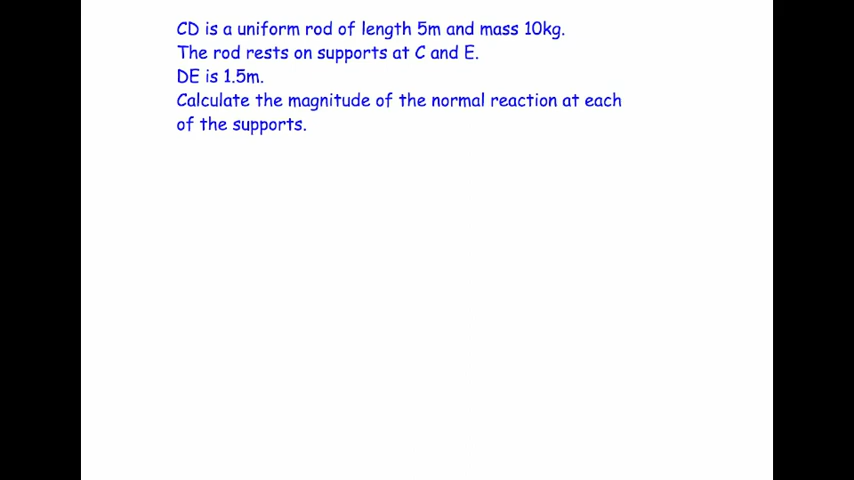 CD is a uniform rod of length 5m and mass 10kg.
The rod rests on supports at C and E.
DE is 1.5m.
Calculate the magnitude of the normal reaction at each
of the supports.